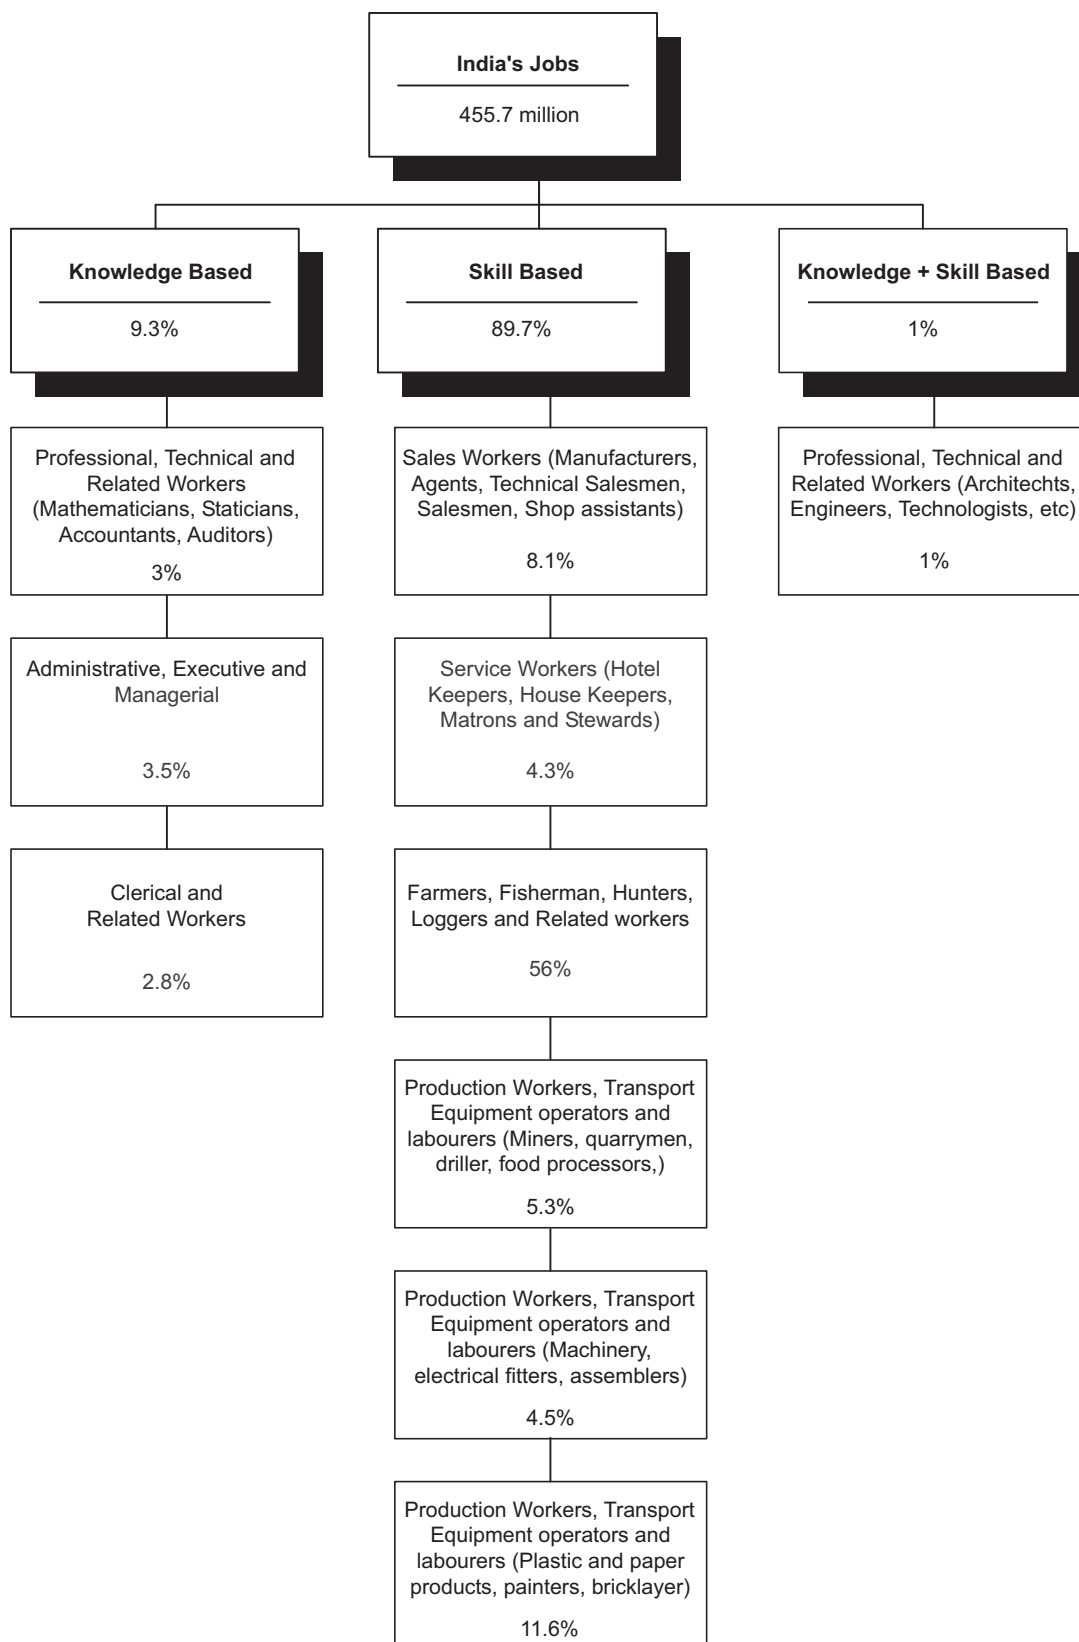 India's Jobs
455.7 million
Knowledge Based
9.3%
Skill Based
89.7%
Knowledge + Skill Based
1%
Professional, Technical and
Related Workers
(Mathematicians, Staticians,
Accountants, Auditors)
3%
Sales Workers (Manufacturers,
Agents, Technical Salesmen,
Salesmen, Shop assistants)
8.1%
Professional, Technical and
Related Workers (Architechts,
Engineers, Technologists, etc)
1%
Administrative, Executive and
Managerial
3.5%
Service Workers (Hotel
Keepers, House Keepers,
Matrons and Stewards)
4.3%
Clerical and
Related Workers
2.8%
Farmers, Fisherman, Hunters,
Loggers and Related workers
56%
Production Workers, Transport
Equipment operators and
labourers (Miners, quarrymen,
driller, food processors,)
5.3%
Production Workers, Transport
Equipment operators and
labourers (Machinery,
electrical fitters, assemblers)
4.5%
Production Workers, Transport
Equipment operators and
labourers (Plastic and paper
products, painters, bricklayer)
11.6%